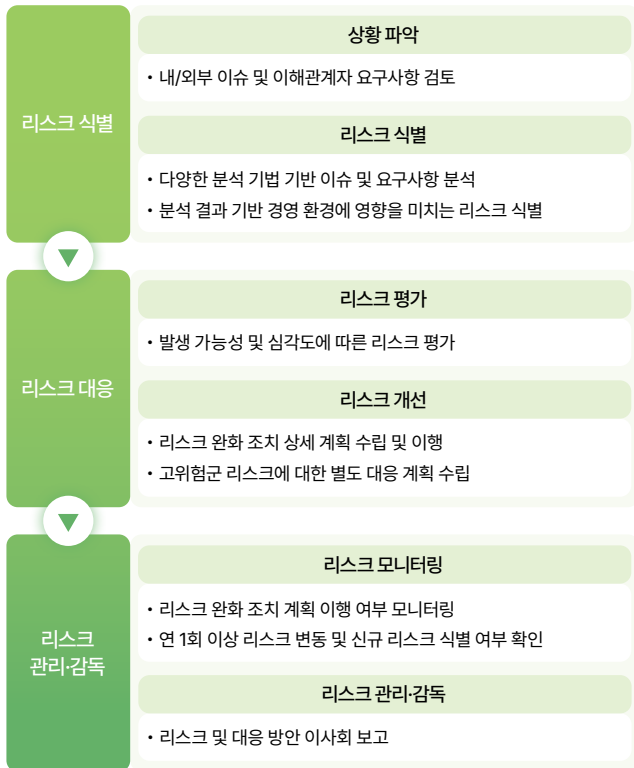 리스크 식별
상황 파악
• 내/외부 이슈 및 이해관계자 요구사항 검토
리스크 식별
• 다양한 분석 기법 기반 이슈 및 요구사항 분석
• 분석 결과 기반 경영 환경에 영향을 미치는 리스크 식별
리스크 대응
리스크 평가
• 발생 가능성 및 심각도에 따른 리스크 평가
리스크 개선
• 리스크 완화 조치 상세 계획 수립 및 이행
• 고위험군 리스크에 대한 별도 대응 계획 수립
리스크
관리·감독
리스크 모니터링
• 리스크 완화 조치 계획 이행 여부 모니터링
• 연 1회 이상 리스크 변동 및 신규 리스크 식별 여부 확인
리스크 관리·감독
• 리스크 및 대응 방안 이사회 보고